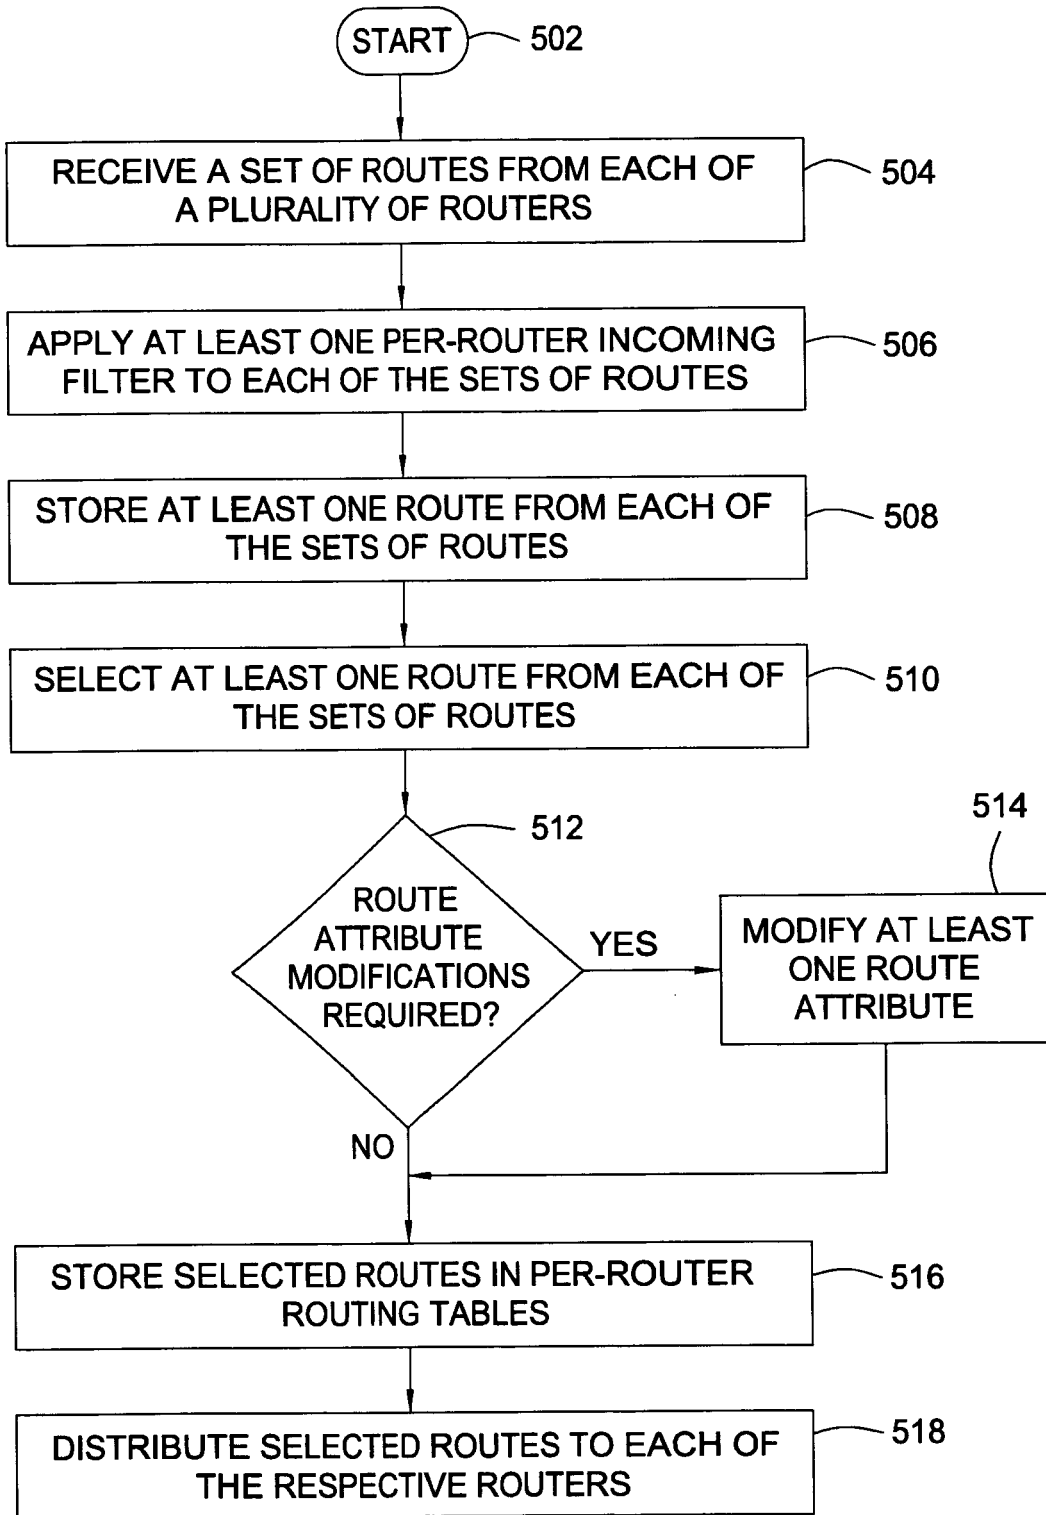 START
502
RECEIVE A SET OF ROUTES FROM EACH OF
A PLURALITY OF ROUTERS
504
APPLY AT LEAST ONE PER-ROUTER INCOMING
FILTER TO EACH OF THE SETS OF ROUTES
506
STORE AT LEAST ONE ROUTE FROM EACH OF
THE SETS OF ROUTES
508
SELECT AT LEAST ONE ROUTE FROM EACH OF
THE SETS OF ROUTES
510
512
ROUTE
ATTRIBUTE
MODIFICATIONS
REQUIRED?
YES
514
MODIFY AT LEAST
ONE ROUTE
ATTRIBUTE
NO
STORE SELECTED ROUTES IN PER-ROUTER
ROUTING TABLES
516
DISTRIBUTE SELECTED ROUTES TO EACH OF
THE RESPECTIVE ROUTERS
518